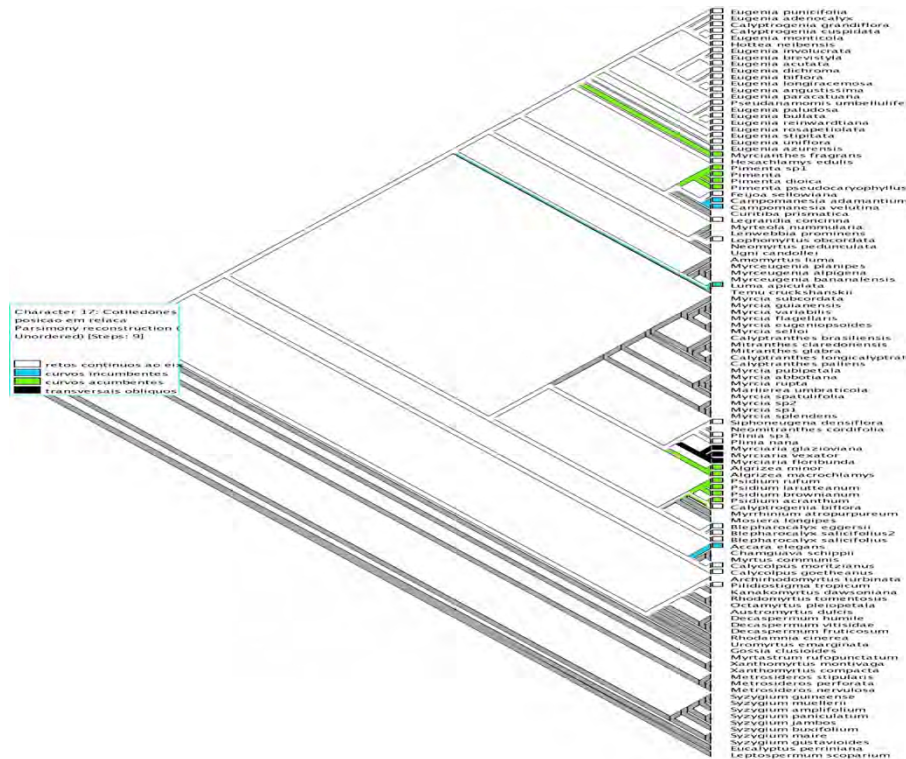 Eugenia punicifolia
Eugenia adenocalyx
Calyptrogenia grandiflora
Calyptrogenia cuspidata
Eugenia monticola
Hottea neibensis
Eugenia involucrata
Eugenia brevistyla
Eugenia acutata
Eugenia dichroma
Eugenia biflora
Eugenia longiracemosa
Eugenia angustissima
Eugenia paracatuana
Pseudanamomis umbellulife
Eugenia paludosa
Eugenia bullata
Eugenia reinwardtiana
Eugenia rosapetiolata
Eugenia stipitata
Eugenia uniflora
Eugenia azurensis
Myrcianthes fragrans
Hexachlamys edulis
Pimenta sp1
Pimenta
Pimenta dioica
Pimenta pseudocaryophyllus
Feijoa sellowiana
Campomanesia adamantium
Campomanesia velutina
Curitiba prismatica
Legrandia concinna
Myrteola nummularia
Lenwebbia prominens
Lophomyrtus obcordata
Neomyrtus pedunculata
Ugni candollei
Amomyrtus luma
Myrceugenia planipes
Myrceugenia alpigena
Myrceugenia bananalensis
Luma apiculata
Temu cruckshanskii
Myrcia subcordata
Myrcia guianensis
Myrcia variabilis
Myrcia flagellaris
Myrcia eugeniopsoides
Myrcia selloi
Calyptranthes brasiliensis
Mitranthes claredonensis
Mitranthes glabra
Calyptranthes longicalyptrat
Calyptranthes pallens
Myrcia pubipetala
Myrcia abbotiana
Myrcia rupta
Marlierea umbraticola
Myrcia spatulifolia
Myrcia sp2
Myrcia sp1
Myrcia splendens
Siphoneugena densiflora
Neomitranthes cordifolia
Plinia sp1
Plinia nana
Myrciaria glazioviana
Myrciaria vexator
Myrciaria floribunda
Algrizea minor
Algrizea macrochlamys
Psidium rufum
Psidium larutteanum
Psidium brownianum
Psidium acranthum
Calyptrogenia biflora
Myrrhinium atropurpureum
Mosiera longipes
Blepharocalyx eggersii
Blepharocalyx salicifolius2
Blepharocalyx salicifolius
Accara elegans
Chamguava schippii
Myrtus communis
Calycolpus moritzianus
Calycolpus goetheanus
Archirhodomyrtus turbinata
Pilidiostigma tropicum
Kanakomyrtus dawsoniana
Rhodomyrtus tomentosus
Octamyrtus pleiopetala
Austromyrtus dulcis
Decaspermum humile
Decaspermum vitisidae
Decaspermum fruticosum
Rhodamnia cinerea
Uromyrtus emarginata
Gossia clusioides
Myrtastrum rufopunctatum
Xanthomyrtus montivaga
Xanthomyrtus compacta
Metrosideros stipularis
Metrosideros perforata
Metrosideros nervulosa
Syzygium guineense
Syzygium muellerii
Syzygium amplifolium
Syzygium paniculatum
Syzygium jambos
Syzygium buxifolium
Syzygium maire
Syzygium gustavioides
Eucalyptus perriniana
Leptospermum scoparium
Character 17: Cotiledones
posicao em relaca
Parsimony reconstruction (
Unordered) [Steps: 9]
retos continuos ao eix
curvos incumbentes
curvos acumbentes
transversais obliquos